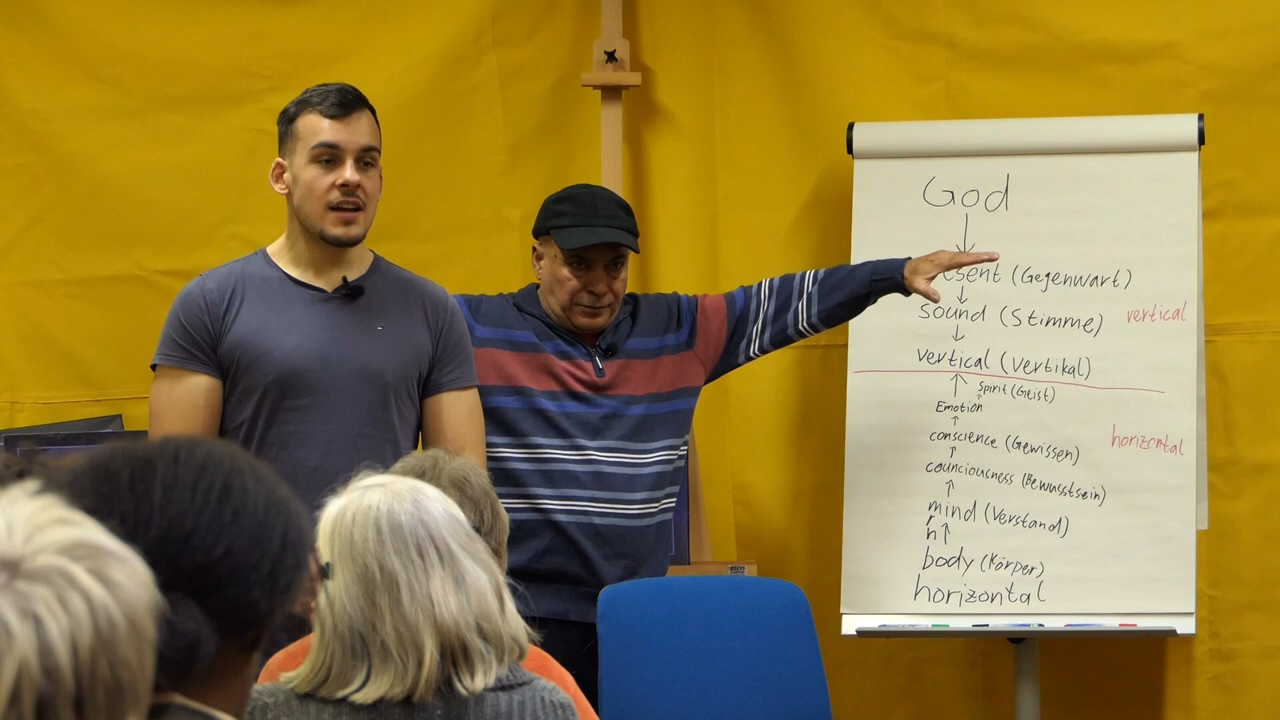 God
esent (Gegenwart)
Sound (Stimme)
vertical
vertical (Vertikal)
Spirit (Geist)
Emotion
conscience (Gewissen)
horizontal
counciousness (Bewusstsein)
mind (Verstand)
body (Körper)
horizontal